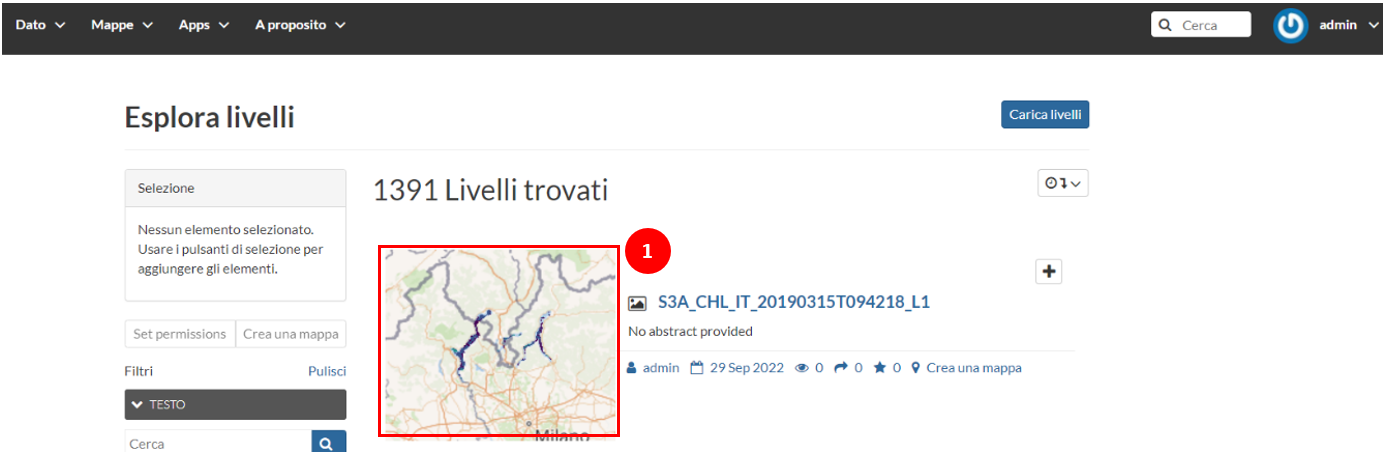 Dato Mappe Apps A proposito Cerca admin
Esplora livelli
Carica livelli
Selezione
Nessun elemento selezionato.
Usare i pulsanti di selezione per
aggiungere gli elementi.
Set permissions Crea una mappa
Filtri Pulisci
TESTO
Cerca
1391 Livelli trovati
1
Milano
S3A_CHL_IT_20190315T094218_L1
No abstract provided
admin 29 Sep 2022 0 0 0 Crea una mappa